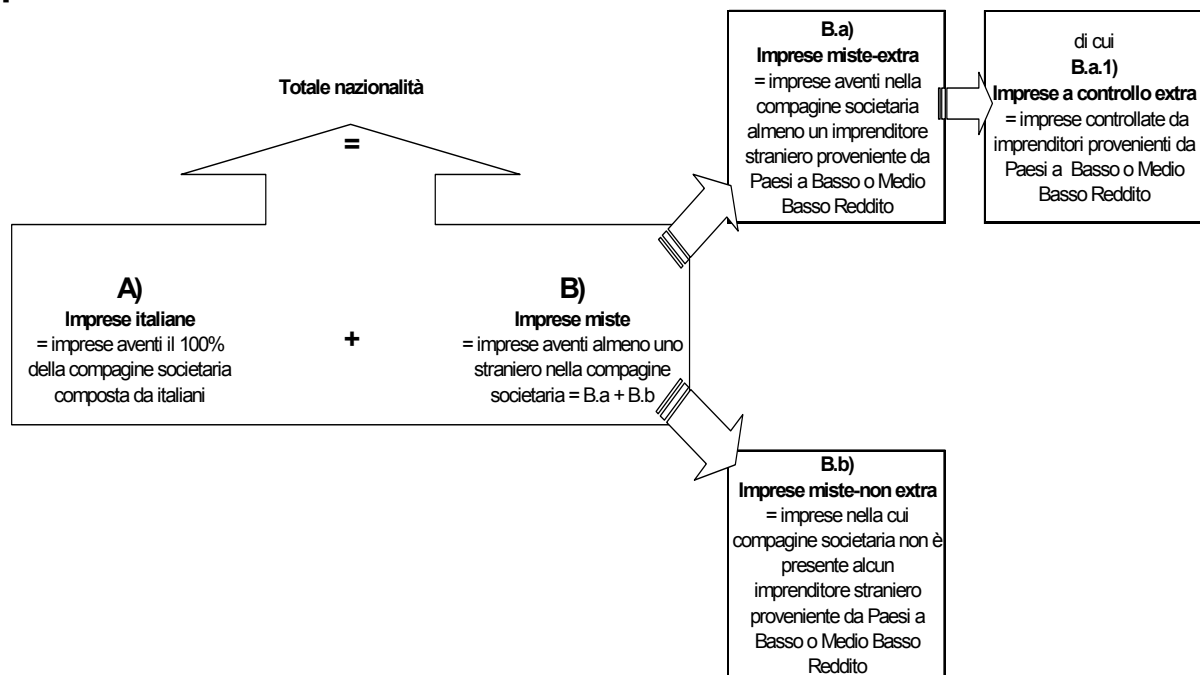 Totale nazionalità
=
A)
Imprese italiane
= imprese aventi il 100%
della compagine societaria
composta da italiani
+
B)
Imprese miste
= imprese aventi almeno uno
straniero nella compagine
societaria = B.a + B.b
B.a)
Imprese miste-extra
= imprese aventi nella
compagine societaria
almeno un imprenditore
straniero proveniente da
Paesi a Basso o Medio
Basso Reddito
di cui
B.a.1)
Imprese a controllo extra
= imprese controllate da
imprenditori provenienti da
Paesi a Basso o Medio
Basso Reddito
B.b)
Imprese miste-non extra
= imprese nella cui
compagine societaria non è
presente alcun
imprenditore straniero
proveniente da Paesi a
Basso o Medio Basso
Reddito